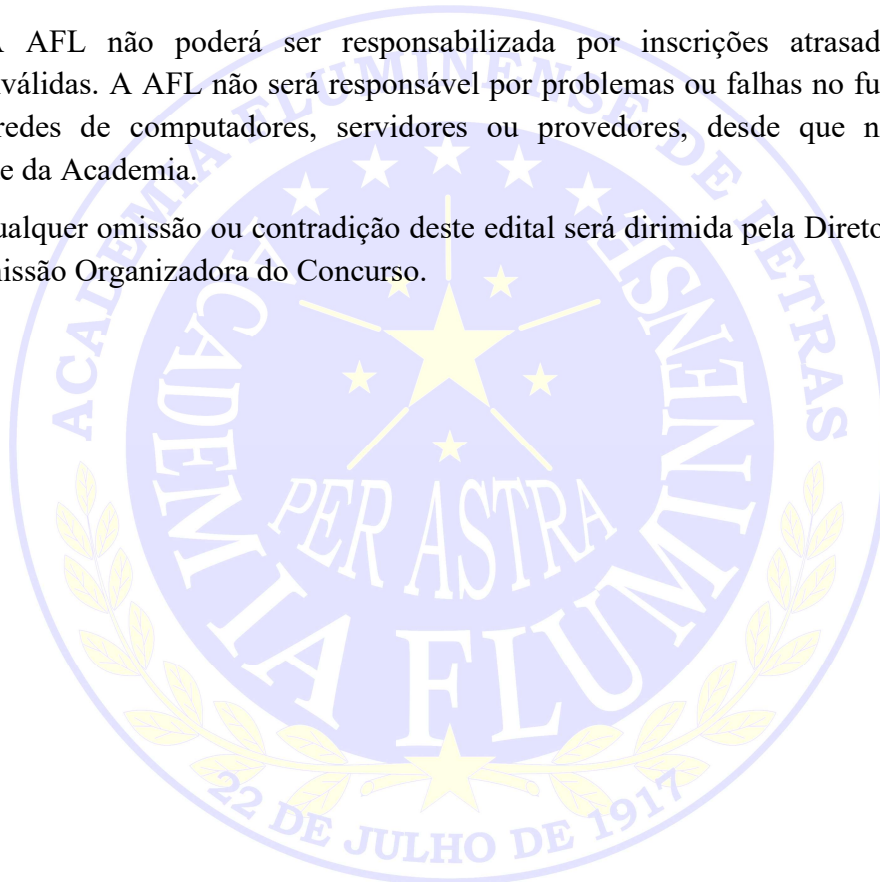 A AFL não poderá ser responsabilizada por inscrições atrasad
válidas. A AFL não será responsável por problemas ou falhas no fu
redes de computadores, servidores ou provedores, desde que n
e da Academia.
ualquer omissão ou contradição deste edital será dirimida pela Direto
issão Organizadora do Concurso.
ACADEMIA FLUMINENSE DE LETRAS
ACADEMIA FLUMINENSE
PER ASTRA
22 DE JULHO DE 1917